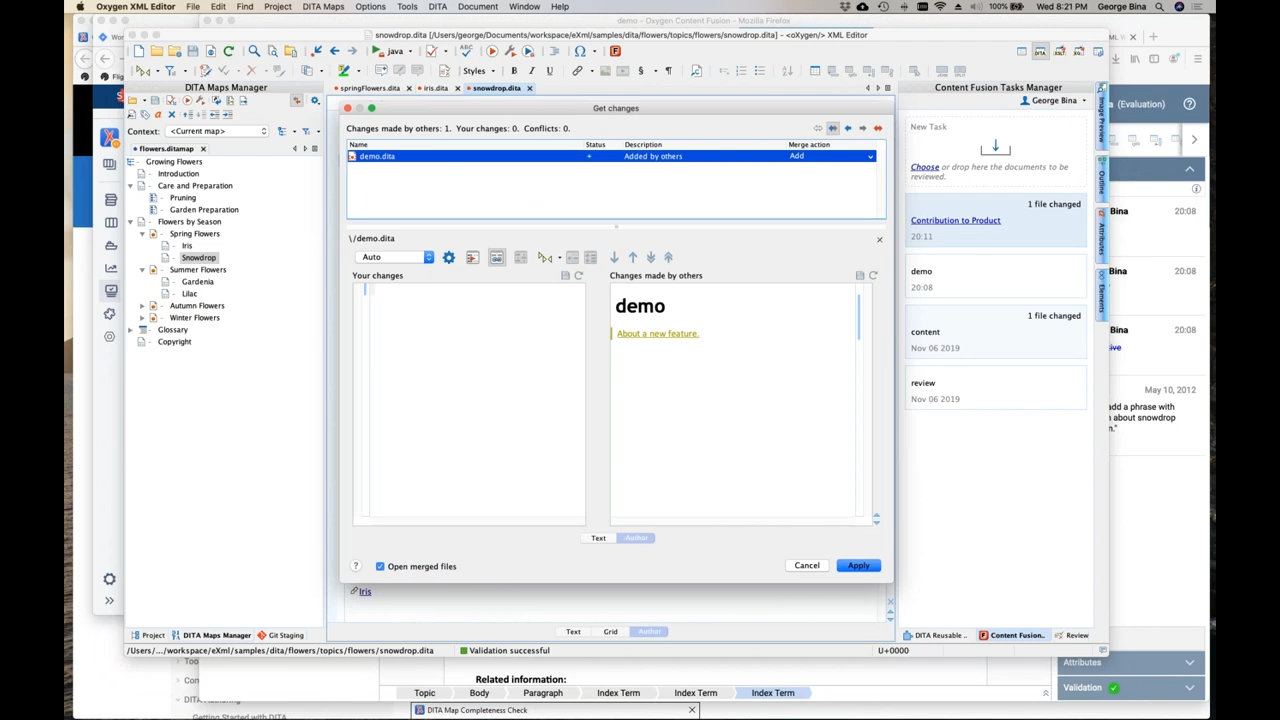 Oxygen XML Editor File Edit Find Project DITA Maps Options Tools DITA Document Window Help 100% Wed 8:21 PM George Bina
demo - Oxygen Content Fusion - Mozilla Firefox
snowdrop.dita [/Users/george/Documents/workspace/eXml/samples/dita/flowers/topics/flowers/snowdrop.dita] - <oXygen/> XML Editor
java
Styles
B I U
DITA Maps Manager
springFlowers.dita iris.dita snowdrop.dita
Content Fusion Tasks Manager
George Bina
(Evaluation)
Context: <Current map>
flowers.ditamap
Growing Flowers
Introduction
Care and Preparation
Pruning
Garden Preparation
Flowers by Season
Spring Flowers
Iris
Snowdrop
Summer Flowers
Gardenia
Lilac
Autumn Flowers
Winter Flowers
Glossary
Copyright
Get changes
Changes made by others: 1. Your changes: 0. Conflicts: 0.
Name Status Description Merge action
demo.dita + Added by others Add
\/demo.dita
Auto
Your changes
Changes made by others
demo
About a new feature.
Text Author
? Open merged files
Cancel Apply
Iris
Text Grid Author
New Task
Choose or drop here the documents to be
reviewed.
1 file changed
Contribution to Product
20:11
demo
20:08
1 file changed
content
Nov 06 2019
review
Nov 06 2019
Image Preview
Outline
Attributes
Elements
Bina 20:08
Bina 20:08
Bina 20:08
May 10, 2012
add a phrase with
about snowdrop
Project DITA Maps Manager Git Staging
DITA Reusable .. Content Fusion.. Review
/Users/.../workspace/eXml/samples/dita/flowers/topics/flowers/snowdrop.dita Validation successful U+0000
Related information:
Attributes
Topic Body Paragraph Index Term Index Term Index Term
Validation
DITA Map Completeness Check
Getting Started with DITA